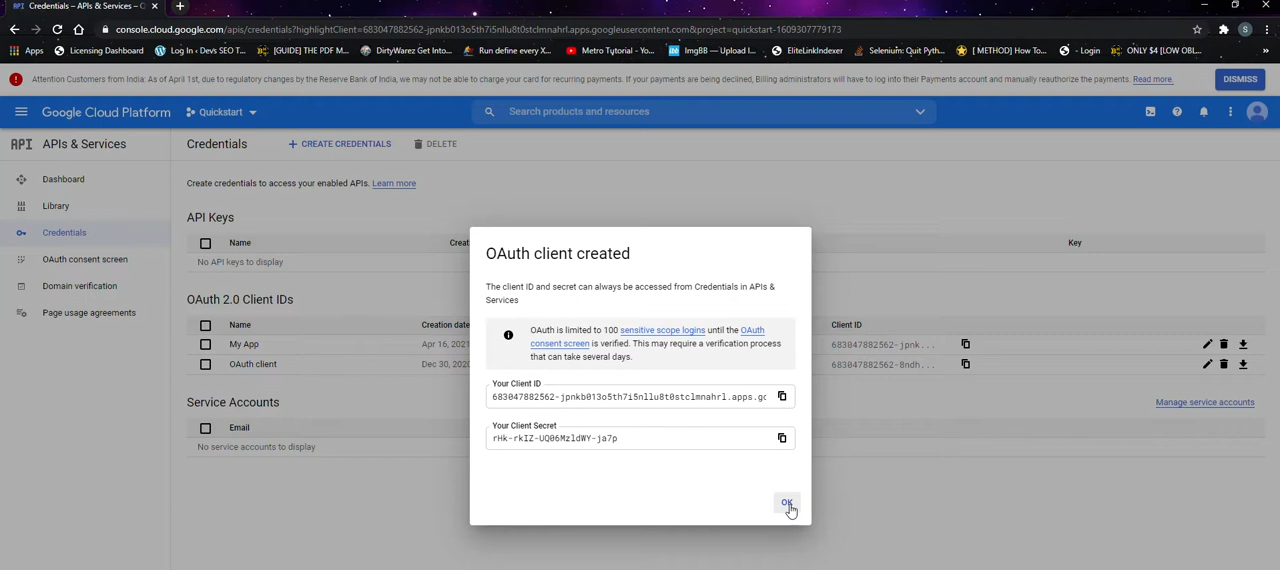 Credentials – APIs & Services – G
console.cloud.google.com/apis/credentials?highlightClient=683047882562-jpnkb013o5th7i5nllu8t0stclmnahrl.apps.googleusercontent.com&project=quickstart-1609307779173
Apps Licensing Dashboard Log In ‹ Dev's SEO T... [GUIDE] The PDF M... DirtyWarez Get Into... Run define every X... Metro Tutorial - Yo... Img88 — Upload I... EliteLinkIndexer Selenium: Quit Pyth... [ METHOD] How To... - Login ONLY $4 [LOW OBL... »
Attention Customers from India: As of April 1st, due to regulatory changes by the Reserve Bank of India, we may not be able to charge your card for recurring payments. If your payments are being declined, Billing administrators will have to log into their Payments account and manually reauthorize the payments. Read more. DISMISS
Google Cloud Platform Quickstart Search products and resources
API APIs & Services Credentials + CREATE CREDENTIALS DELETE
Dashboard
Library
Credentials
OAuth consent screen
Domain verification
Page usage agreements
Create credentials to access your enabled APIs. Learn more
API Keys
Name Key
No API keys to display
OAuth 2.0 Client IDs
Name Creation date Client ID
My App Apr 16, 2021 683047882562-jpnk...
OAuth client Dec 30, 2020 683047882562-8ndh...
Service Accounts Manage service accounts
Email
No service accounts to display
OAuth client created
The client ID and secret can always be accessed from Credentials in APIs &
Services
OAuth is limited to 100 sensitive scope logins until the OAuth
consent screen is verified. This may require a verification process
that can take several days.
Your Client ID
683047882562-jpnkb013o5th7i5nllu8t0stclmnahrl.apps.gc
Your Client Secret
rHk-rkIZ-UQ06MzldWY-ja7p
OK